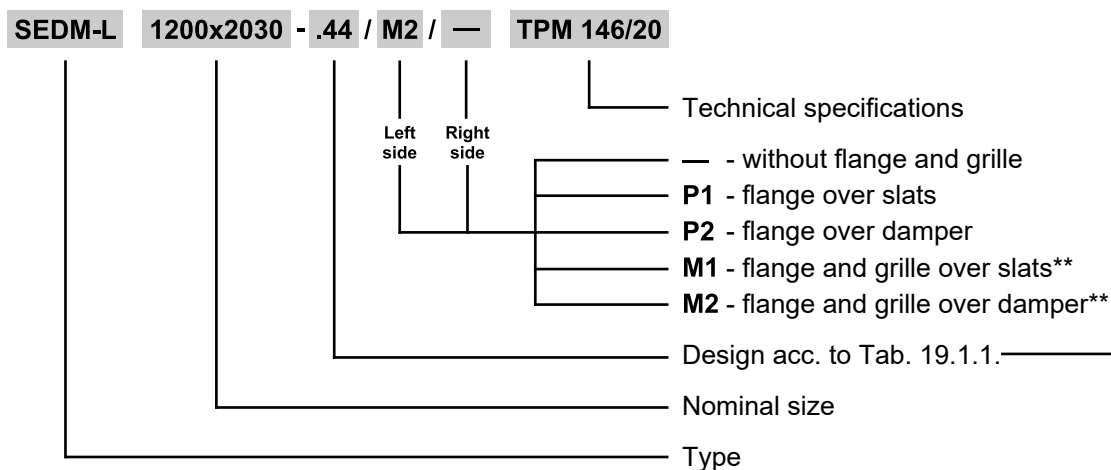 SEDM-L 1200x2030 - .44 / M2 / — TPM 146/20
Technical specifications
Left side
Right side
— - without flange and grille
P1 - flange over slats
P2 - flange over damper
M1 - flange and grille over slats**
M2 - flange and grille over damper**
Design acc. to Tab. 19.1.1.
Nominal size
Type